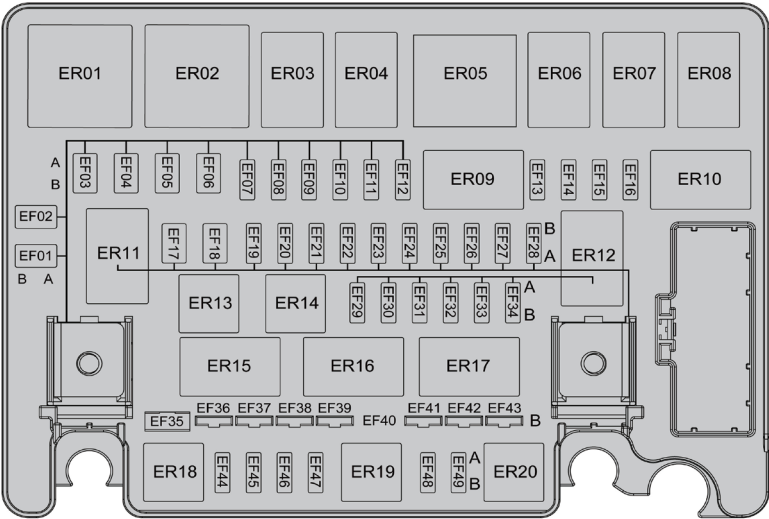 ER01 ER02 ER03 ER04 ER05 ER06 ER07 ER08
A
B
EF03 EF04 EF05 EF06 EF07 EF08 EF09 EF10 EF11 EF12
ER09
EF13 EF14 EF15 EF16
ER10
EF02
EF01
B A
ER11
EF17 EF18 EF19 EF20 EF21 EF22 EF23 EF24 EF25 EF26 EF27 EF28
B
A
ER12
ER13 ER14
EF29 EF30 EF31 EF32 EF33 EF34
A
B
ER15 ER16 ER17
EF35 EF36 EF37 EF38 EF39 EF40 EF41 EF42 EF43 B
ER18
EF44 EF45 EF46 EF47
ER19
EF48 EF49
A
B
ER20